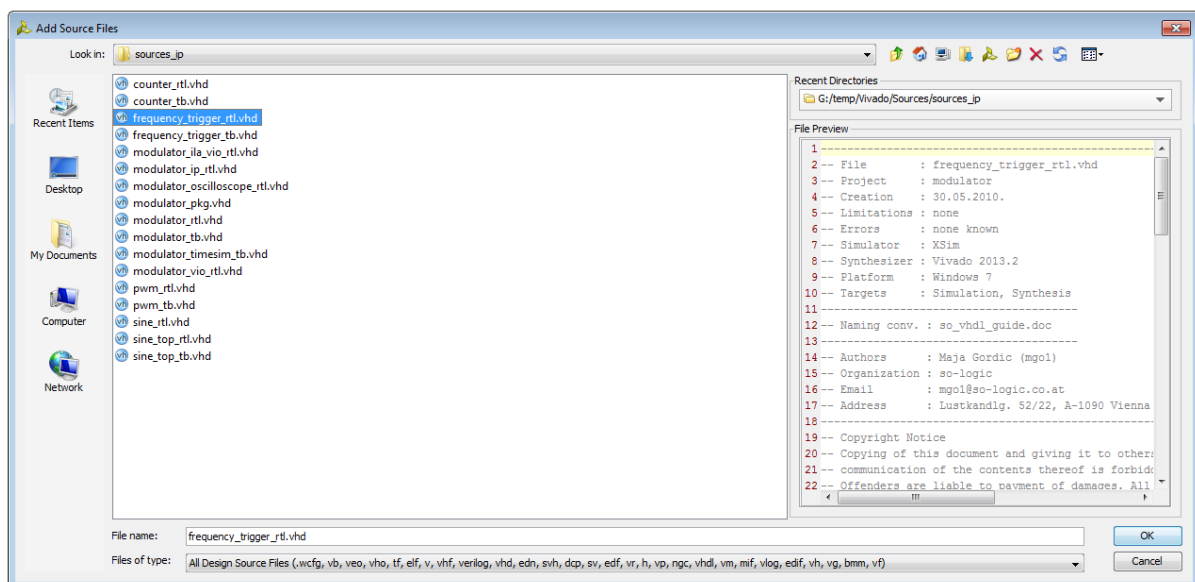 Add Source Files
Look in: sources_ip
Recent Items
Desktop
My Documents
Computer
Network
counter_rtl.vhd
counter_tb.vhd
frequency_trigger_rtl.vhd
frequency_trigger_tb.vhd
modulator_ila_vio_rtl.vhd
modulator_ip_rtl.vhd
modulator_oscilloscope_rtl.vhd
modulator_pkg.vhd
modulator_rtl.vhd
modulator_tb.vhd
modulator_timesim_tb.vhd
modulator_vio_rtl.vhd
pwm_rtl.vhd
pwm_tb.vhd
sine_rtl.vhd
sine_top_rtl.vhd
sine_top_tb.vhd
Recent Directories
G:/temp/Vivado/Sources/sources_ip
File Preview
1 --------------------------------------------------
2 -- File : frequency_trigger_rtl.vhd
3 -- Project : modulator
4 -- Creation : 30.05.2010.
5 -- Limitations : none
6 -- Errors : none known
7 -- Simulator : XSim
8 -- Synthesizer : Vivado 2013.2
9 -- Platform : Windows 7
10 -- Targets : Simulation, Synthesis
11 ---------------------------------------
12 -- Naming conv. : so_vhdl_guide.doc
13 ---------------------------------------
14 -- Authors : Maja Gordic (mgo1)
15 -- Organization : so-logic
16 -- Email : mgo1@so-logic.co.at
17 -- Address : Lustkandlg. 52/22, A-1090 Vienna
18 --------------------------------------------------
19 -- Copyright Notice
20 -- Copying of this document and giving it to others
21 -- communication of the contents thereof is forbidd
22 -- Offenders are liable to payment of damages. All
File name: frequency_trigger_rtl.vhd
OK
Files of type: All Design Source Files (.wcfg, vb, veo, vho, tf, elf, v, vhf, verilog, vhd, edn, svh, dcp, sv, edf, vr, h, vp, ngc, vhdl, vm, mif, vlog, edif, vh, vg, bmm, vf)
Cancel